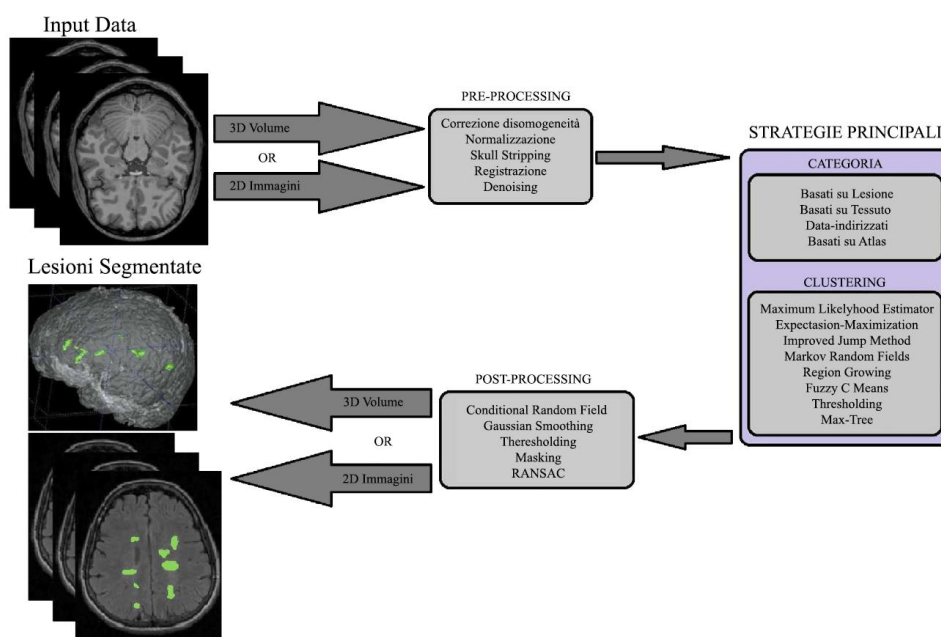 Input Data
3D Volume
OR
2D Immagini
PRE-PROCESSING
Correzione disomogeneità
Normalizzazione
Skull Stripping
Registrazione
Denoising
STRATEGIE PRINCIPALI
CATEGORIA
Basati su Lesione
Basati su Tessuto
Data-indirizzati
Basati su Atlas
CLUSTERING
Maximum Likelyhood Estimator
Expectasion-Maximization
Improved Jump Method
Markov Random Fields
Region Growing
Fuzzy C Means
Thresholding
Max-Tree
POST-PROCESSING
Conditional Random Field
Gaussian Smoothing
Theresholding
Masking
RANSAC
3D Volume
OR
2D Immagini
Lesioni Segmentate